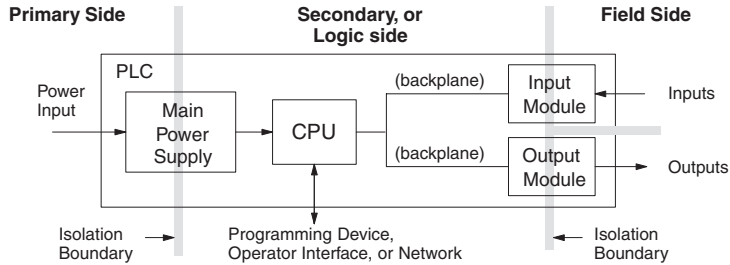 Primary Side
Secondary, or
Logic side
Field Side
PLC
Power
Input
Main
Power
Supply
CPU
(backplane)
(backplane)
Input
Module
Output
Module
Inputs
Outputs
Isolation
Boundary
Programming Device,
Operator Interface, or Network
Isolation
Boundary